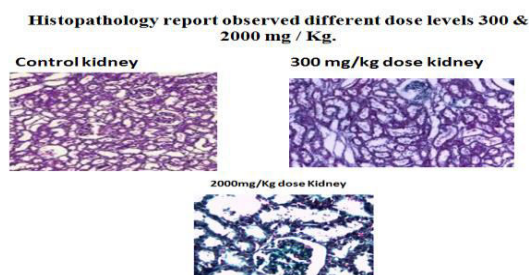 Histopathology report observed different dose levels 300 &
2000 mg / Kg.
Control kidney
300 mg/kg dose kidney
2000mg/Kg dose Kidney